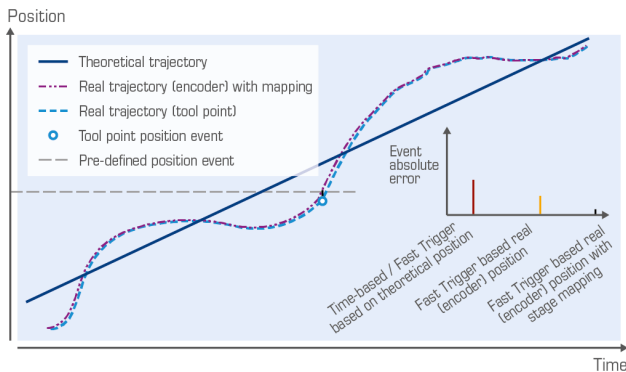 Position
Theoretical trajectory
Real trajectory (encoder) with mapping
Real trajectory (tool point)
Tool point position event
Pre-defined position event
Event
absolute
error
Time-based / Fast Trigger
based on theoretical position
Fast Trigger based real
(encoder) position
Fast Trigger based real
(encoder) position with
stage mapping
Time